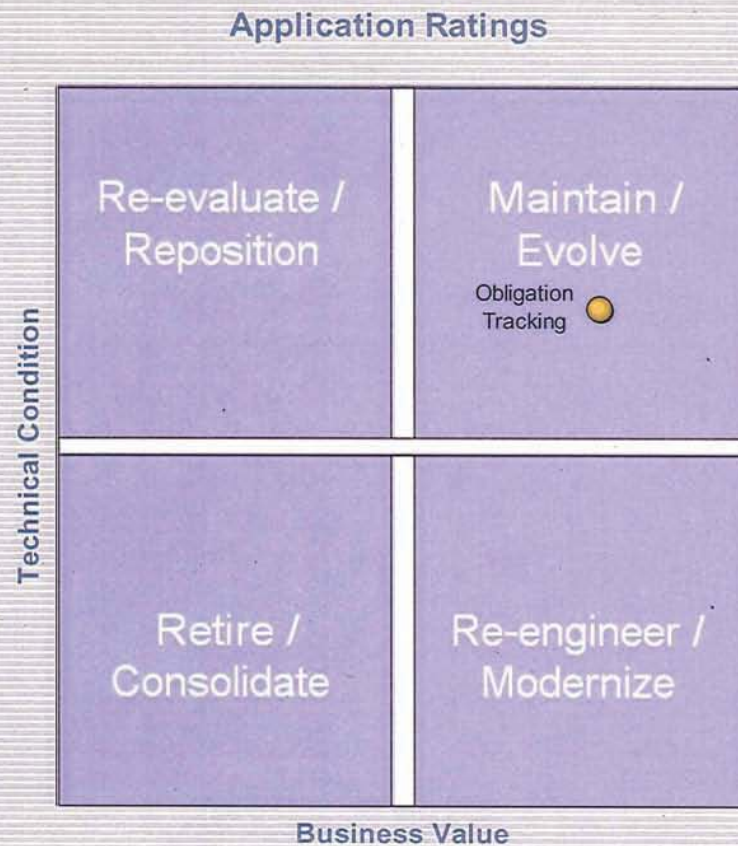 Application Ratings
Re-evaluate /
Reposition
Maintain /
Evolve
Obligation
Tracking
Technical Condition
Retire /
Consolidate
Re-engineer /
Modernize
Business Value